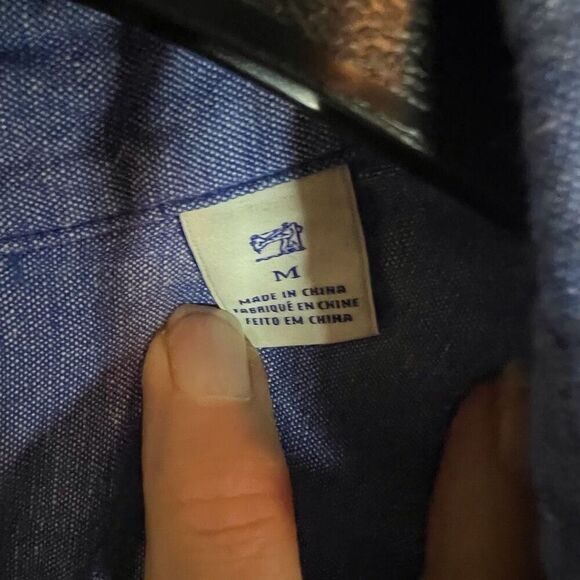 M
MADE IN CHINA
FABRIQUÉ EN CHINE
FEITO EM CHINA